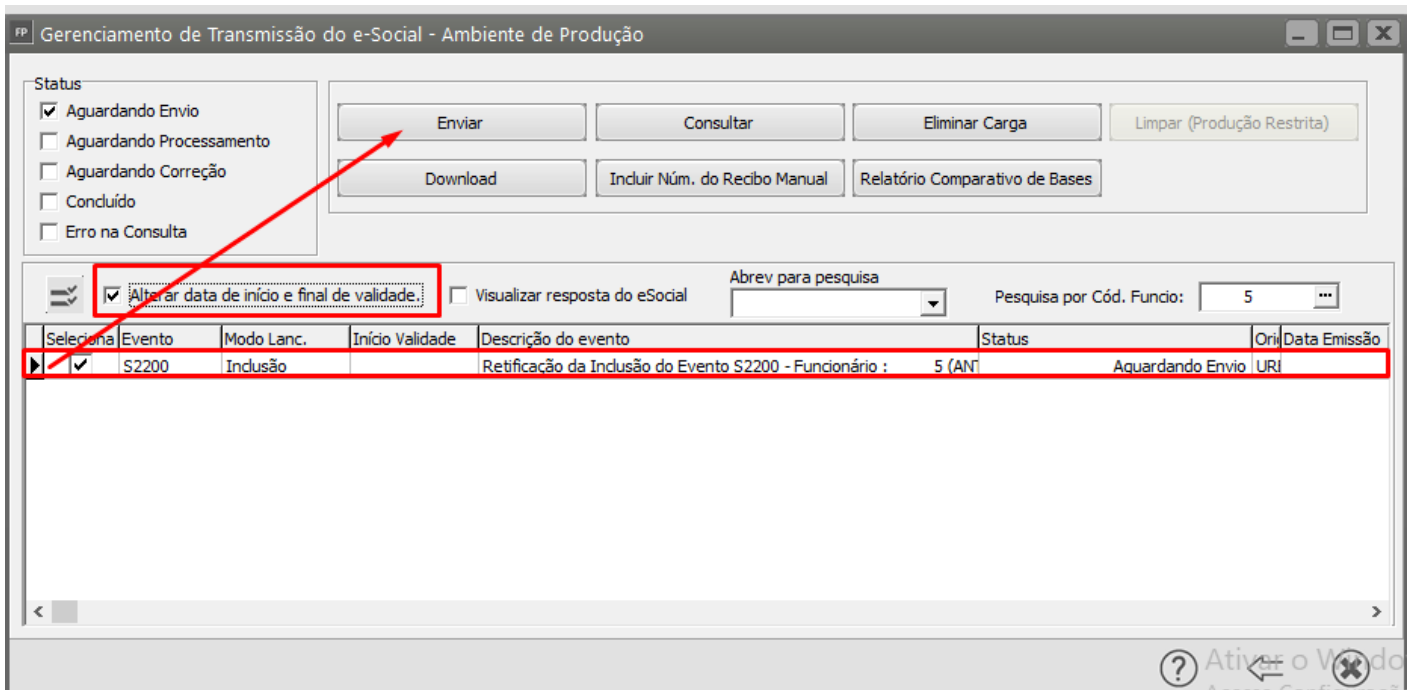 FP Gerenciamento de Transmissão do e-Social - Ambiente de Produção
Status
Aguardando Envio
Aguardando Processamento
Aguardando Correção
Concluído
Erro na Consulta
Enviar Consultar Eliminar Carga Limpar (Produção Restrita)
Download Incluir Núm. do Recibo Manual Relatório Comparativo de Bases
Alterar data de início e final de validade. Visualizar resposta do eSocial Abrev para pesquisa Pesquisa por Cód. Funcio: 5 ...
Seleciona Evento Modo Lanc. Início Validade Descrição do evento Status Orig Data Emissão
S2200 Inclusão Retificação da Inclusão do Evento S2200 - Funcionário : 5 (ANT Aguardando Envio URI
? Ativar o Windo